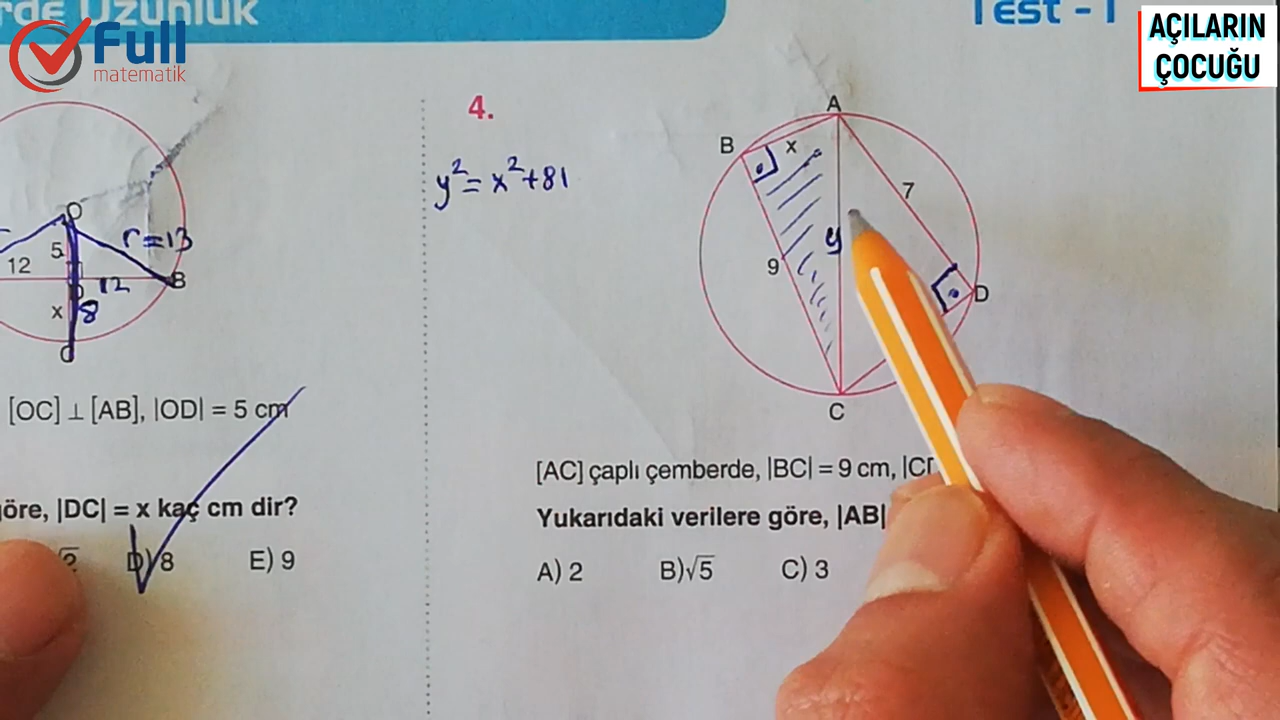 rde Uzunluk
Test - 1
Full
matematik
AÇILARIN
ÇOCUĞU
O
5
r=13
12
12
B
x
8
[OC] ⊥ [AB], |OD| = 5 cm
göre, |DC| = x kaç cm dir?
D) 8 E) 9
4.
y²= x²+81
A
B
x
7
y
9
D
C
[AC] çaplı çemberde, |BC| = 9 cm,
Yukarıdaki verilere göre, |AB|
A) 2 B)√5 C) 3